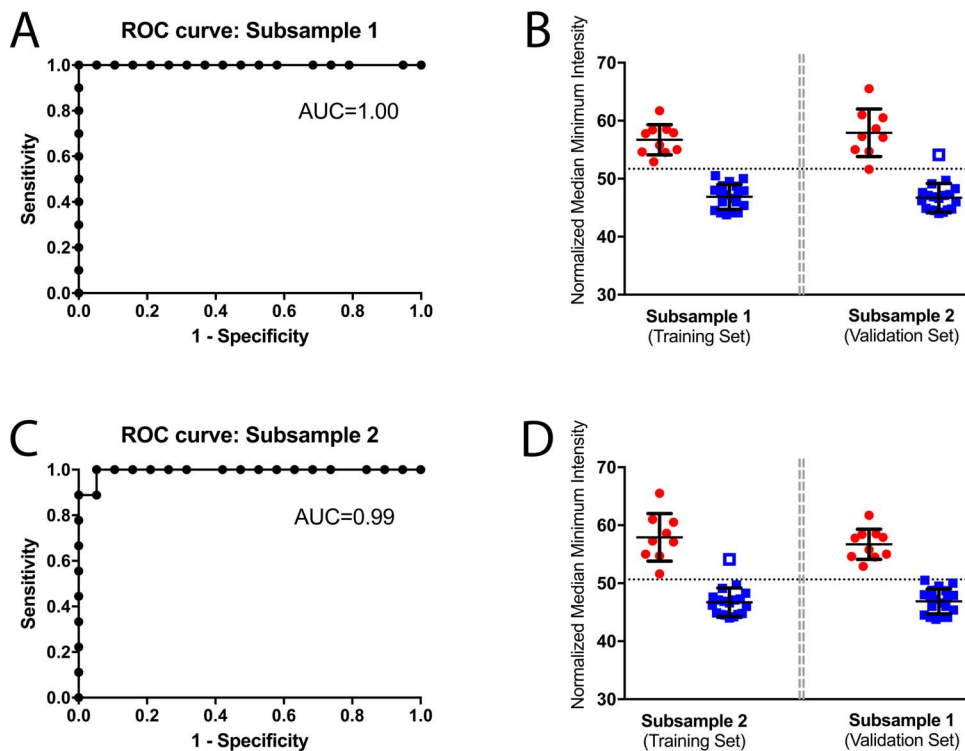 A
ROC curve: Subsample 1
1.0
0.8
0.6
0.4
0.2
0.0
Sensitivity
AUC=1.00
0.0 0.2 0.4 0.6 0.8 1.0
1 - Specificity
B
Normalized Median Minimum Intensity
70
60
50
40
30
Subsample 1
(Training Set)
Subsample 2
(Validation Set)
C
ROC curve: Subsample 2
1.0
0.8
0.6
0.4
0.2
0.0
Sensitivity
AUC=0.99
0.0 0.2 0.4 0.6 0.8 1.0
1 - Specificity
D
Normalized Median Minimum Intensity
70
60
50
40
30
Subsample 2
(Training Set)
Subsample 1
(Validation Set)